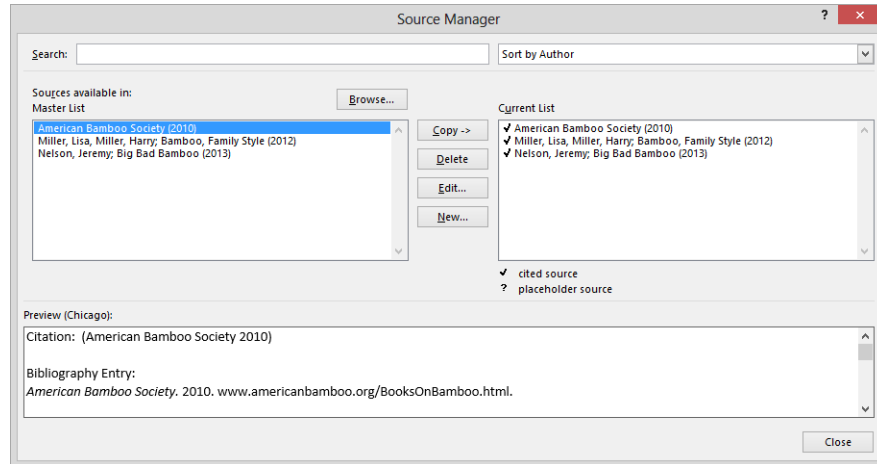 Source Manager
? ×
Search:
Sort by Author
Sources available in:
Master List
Browse...
Current List
American Bamboo Society (2010)
Miller, Lisa, Miller, Harry; Bamboo, Family Style (2012)
Nelson, Jeremy; Big Bad Bamboo (2013)
Copy ->
Delete
Edit...
New...
✓ American Bamboo Society (2010)
✓ Miller, Lisa, Miller, Harry; Bamboo, Family Style (2012)
✓ Nelson, Jeremy; Big Bad Bamboo (2013)
✓ cited source
? placeholder source
Preview (Chicago):
Citation: (American Bamboo Society 2010)
Bibliography Entry:
American Bamboo Society. 2010. www.americanbamboo.org/BooksOnBamboo.html.
Close